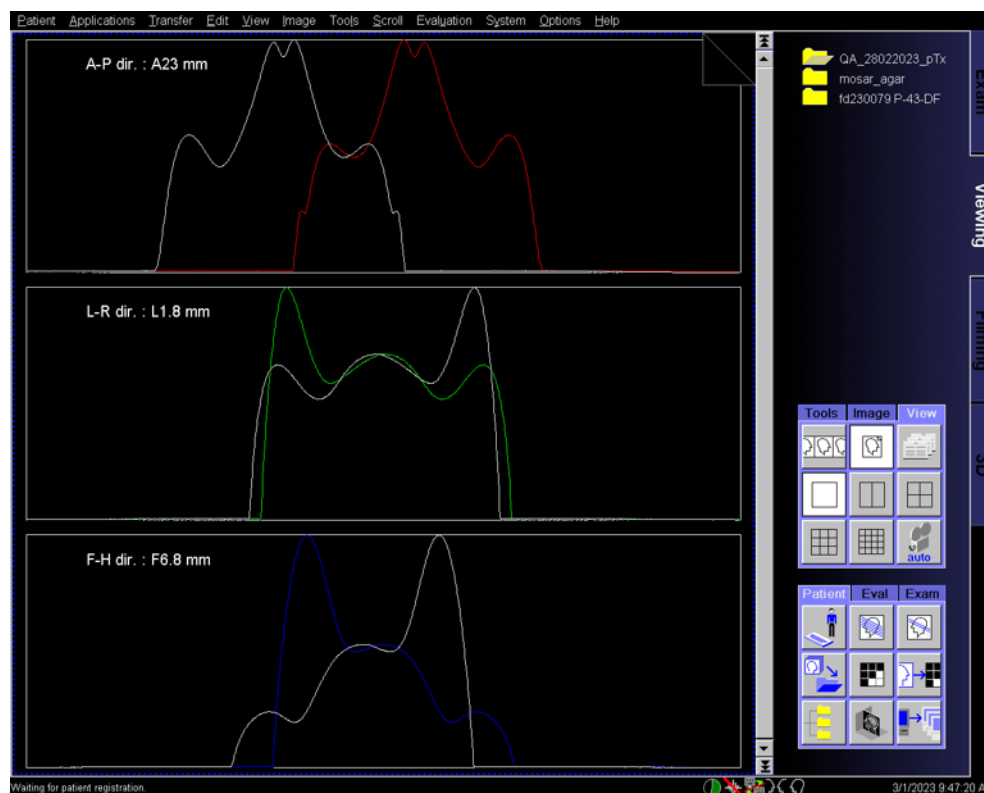 Patient Applications Transfer Edit View Image Tools Scroll Evaluation System Options Help
A-P dir. : A23 mm
L-R dir. : L1.8 mm
F-H dir. : F6.8 mm
QA_28022023_pTx
mosar_agar
fd230079 P-43-DF
Exam
Viewing
Filming
3D
Tools Image View
auto
Patient Eval Exam
Waiting for patient registration.
3/1/2023 9:47:20 A